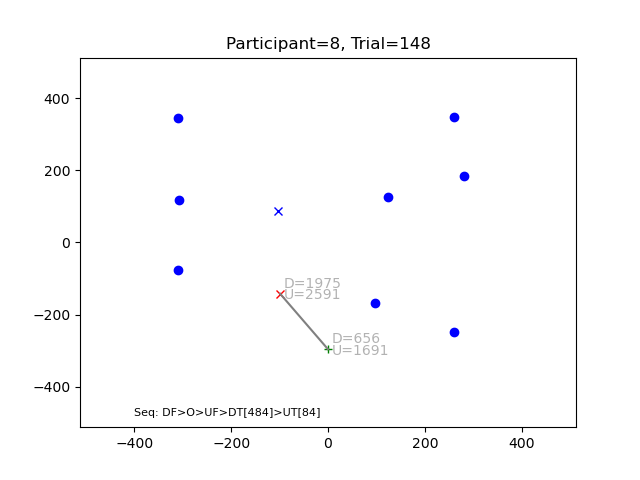 Participant=8, Trial=148
400
200
0
−200
−400
D=1975
U=2591
D=656
U=1691
Seq: DF>O>UF>DT[484]>UT[84]
−400
−200
0
200
400